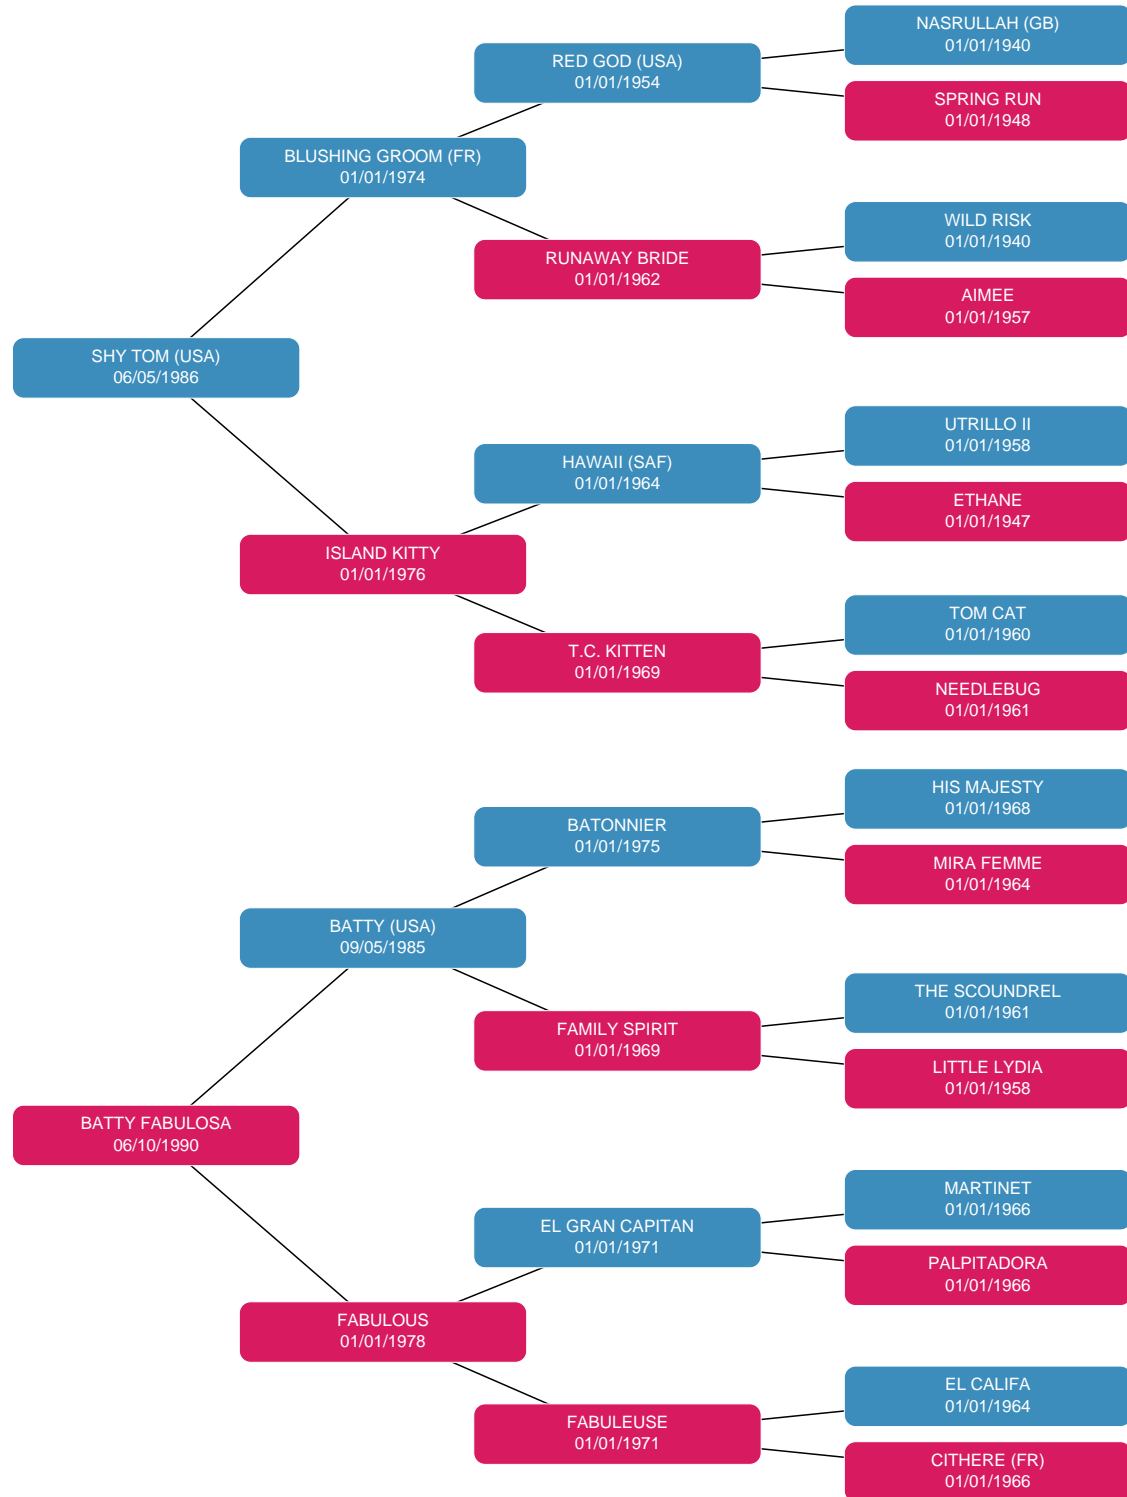 NASRULLAH (GB)
01/01/1940
RED GOD (USA)
01/01/1954
SPRING RUN
01/01/1948
BLUSHING GROOM (FR)
01/01/1974
WILD RISK
01/01/1940
RUNAWAY BRIDE
01/01/1962
AIMEE
01/01/1957
SHY TOM (USA)
06/05/1986
UTRILLO II
01/01/1958
HAWAII (SAF)
01/01/1964
ETHANE
01/01/1947
ISLAND KITTY
01/01/1976
TOM CAT
01/01/1960
T.C. KITTEN
01/01/1969
NEEDLEBUG
01/01/1961
HIS MAJESTY
01/01/1968
BATONNIER
01/01/1975
MIRA FEMME
01/01/1964
BATTY (USA)
09/05/1985
THE SCOUNDREL
01/01/1961
FAMILY SPIRIT
01/01/1969
LITTLE LYDIA
01/01/1958
BATTY FABULOSA
06/10/1990
MARTINET
01/01/1966
EL GRAN CAPITAN
01/01/1971
PALPITADORA
01/01/1966
FABULOUS
01/01/1978
EL CALIFA
01/01/1964
FABULEUSE
01/01/1971
CITHERE (FR)
01/01/1966